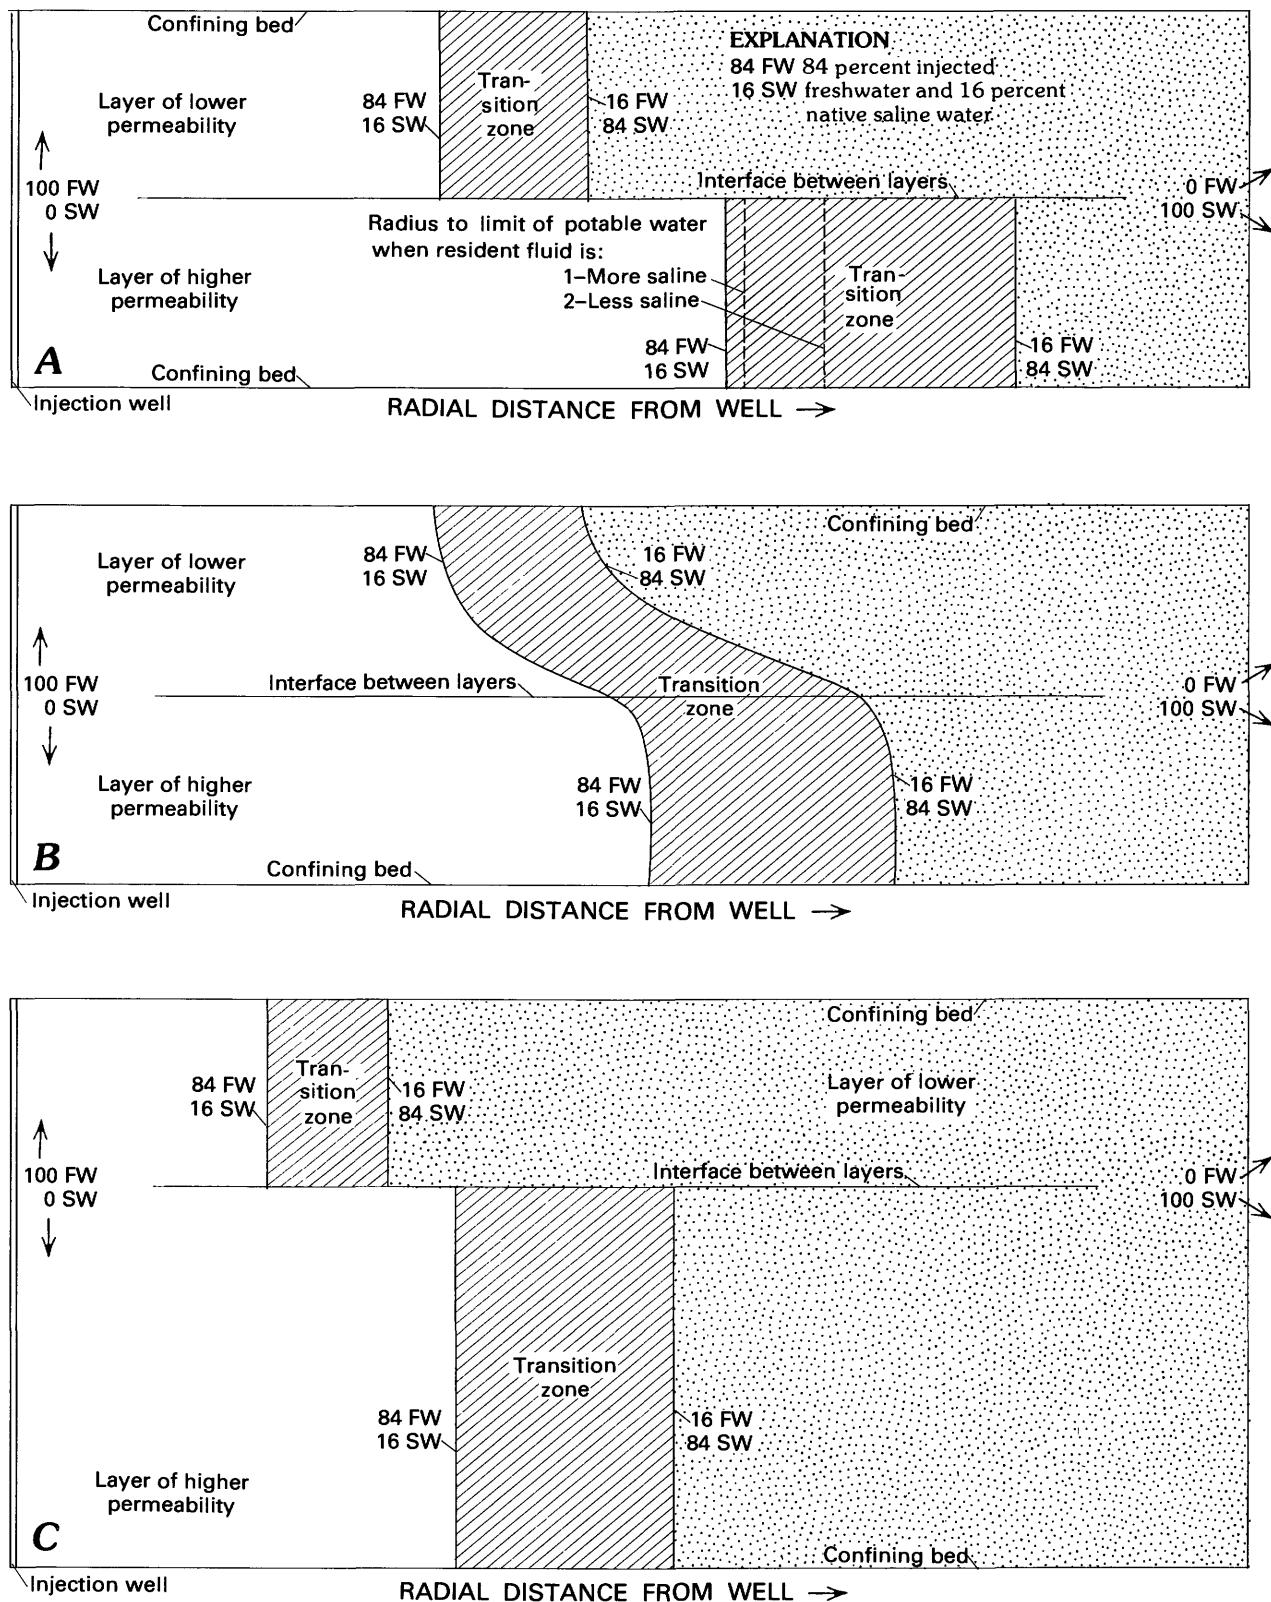 Confining bed
EXPLANATION
84 FW 84 percent injected
16 SW freshwater and 16 percent
native saline water
Layer of lower
permeability
84 FW
16 SW
Tran-
sition
zone
16 FW
84 SW
100 FW
0 SW
Interface between layers
0 FW
100 SW
Radius to limit of potable water
when resident fluid is:
1–More saline
2–Less saline
Layer of higher
permeability
Tran-
sition
zone
84 FW
16 SW
16 FW
84 SW
A
Confining bed
Injection well
RADIAL DISTANCE FROM WELL
Confining bed
Layer of lower
permeability
84 FW
16 SW
16 FW
84 SW
100 FW
0 SW
Interface between layers
Transition
zone
0 FW
100 SW
Layer of higher
permeability
84 FW
16 SW
16 FW
84 SW
B
Confining bed
Injection well
RADIAL DISTANCE FROM WELL
Confining bed
84 FW
16 SW
Tran-
sition
zone
16 FW
84 SW
Layer of lower
permeability
100 FW
0 SW
Interface between layers
0 FW
100 SW
Transition
zone
84 FW
16 SW
16 FW
84 SW
Layer of higher
permeability
C
Confining bed
Injection well
RADIAL DISTANCE FROM WELL